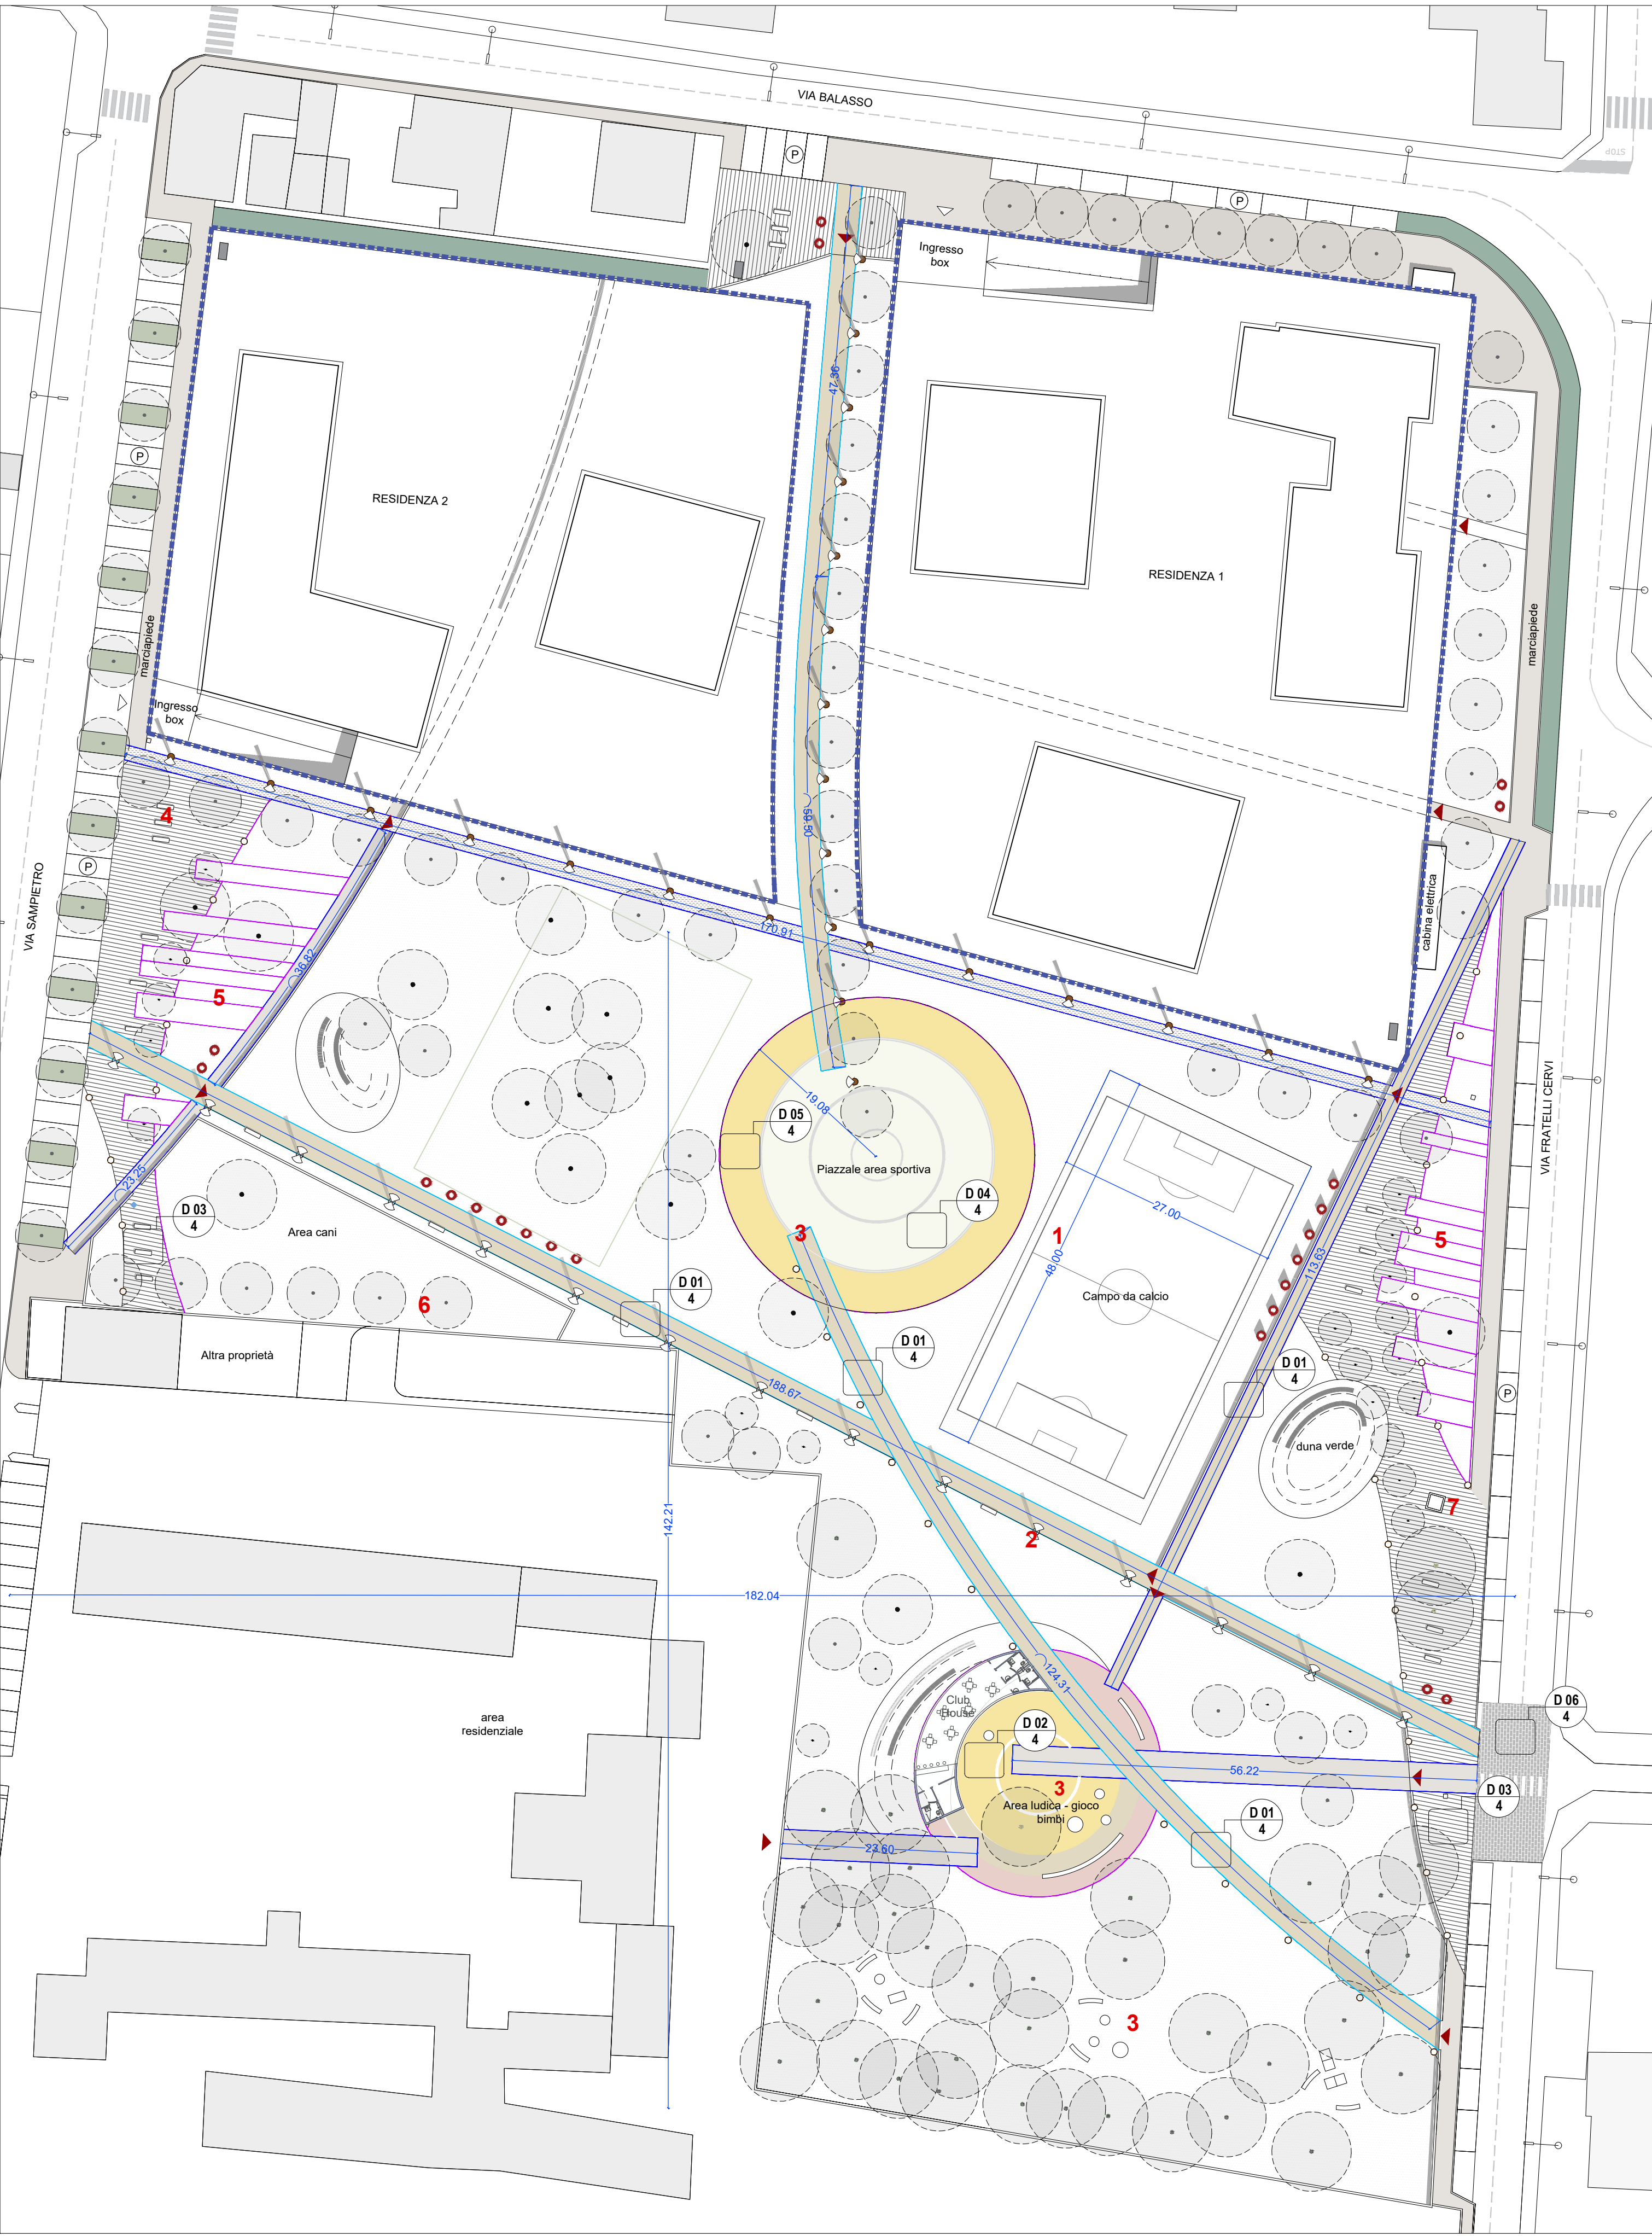 VIA BALASSO
STOP
P
P
Ingresso
box
47.36
P
RESIDENZA 2
RESIDENZA 1
marciapiede
marciapiede
Ingresso
box
59.50
4
P
VIA SAMPIETRO
cabina elettrica
170.91
36.82
5
VIA FRATELLI CERVI
19.08
D 05
4
Piazzale area sportiva
23.25
D 03
4
Area cani
D 04
4
3
1
27.00
5
48.00
113.63
D 01
4
6
Campo da calcio
Altra proprietà
D 01
4
D 01
4
188.67
P
duna verde
142.21
7
2
182.04
124.31
Club
House
D 06
4
area
residenziale
D 02
4
56.22
3
D 03
4
Area ludica - gioco
bimbi
D 01
4
23.60
3